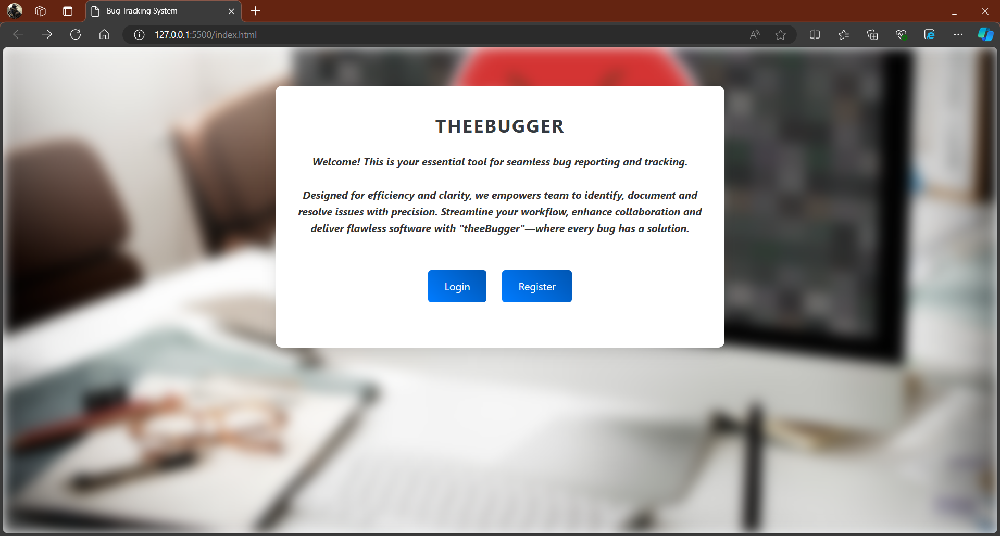 Bug Tracking System
127.0.0.1:5500/index.html
THEEBUGGER
Welcome! This is your essential tool for seamless bug reporting and tracking.
Designed for efficiency and clarity, we empowers team to identify, document and
resolve issues with precision. Streamline your workflow, enhance collaboration and
deliver flawless software with "theeBugger"—where every bug has a solution.
Login
Register